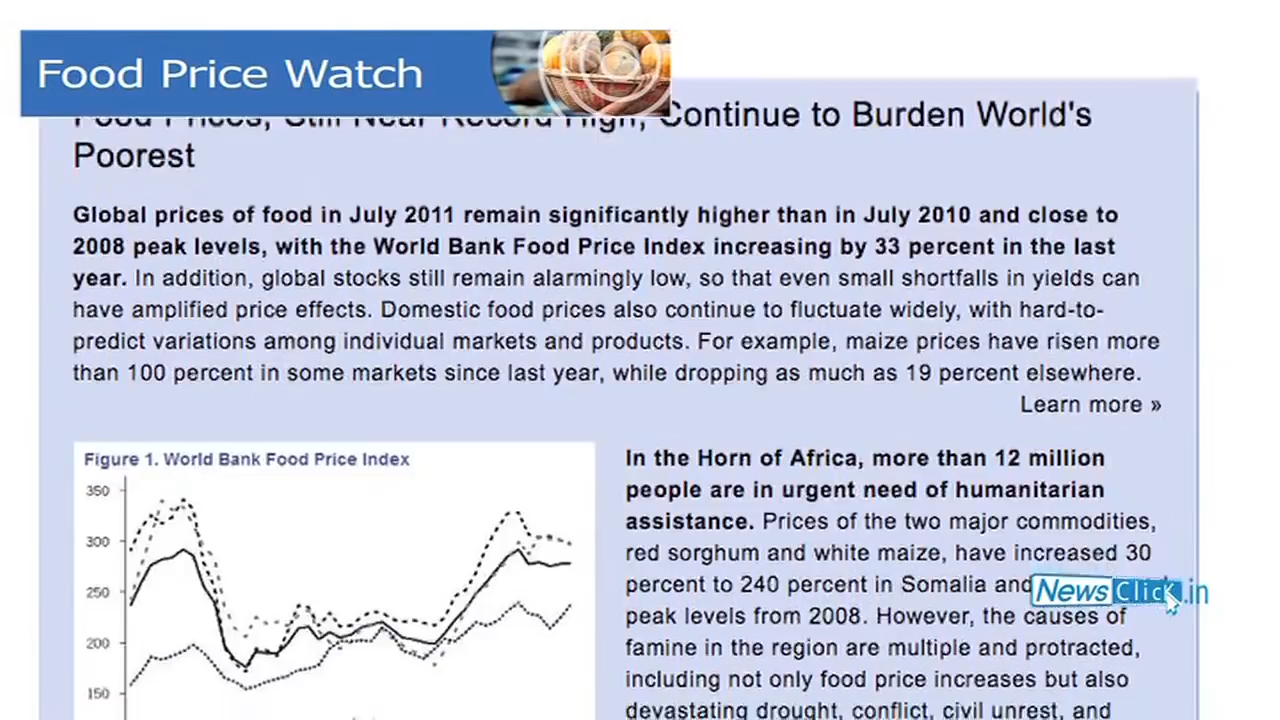 Food Price Watch
Food Prices, Still Near Record High, Continue to Burden World's
Poorest
Global prices of food in July 2011 remain significantly higher than in July 2010 and close to
2008 peak levels, with the World Bank Food Price Index increasing by 33 percent in the last
year. In addition, global stocks still remain alarmingly low, so that even small shortfalls in yields can
have amplified price effects. Domestic food prices also continue to fluctuate widely, with hard-to-
predict variations among individual markets and products. For example, maize prices have risen more
than 100 percent in some markets since last year, while dropping as much as 19 percent elsewhere.
Learn more »
Figure 1. World Bank Food Price Index
350
300
250
200
150
In the Horn of Africa, more than 12 million
people are in urgent need of humanitarian
assistance. Prices of the two major commodities,
red sorghum and white maize, have increased 30
percent to 240 percent in Somalia and
peak levels from 2008. However, the causes of
famine in the region are multiple and protracted,
including not only food price increases but also
devastating drought, conflict, civil unrest, and
NewsClick.in